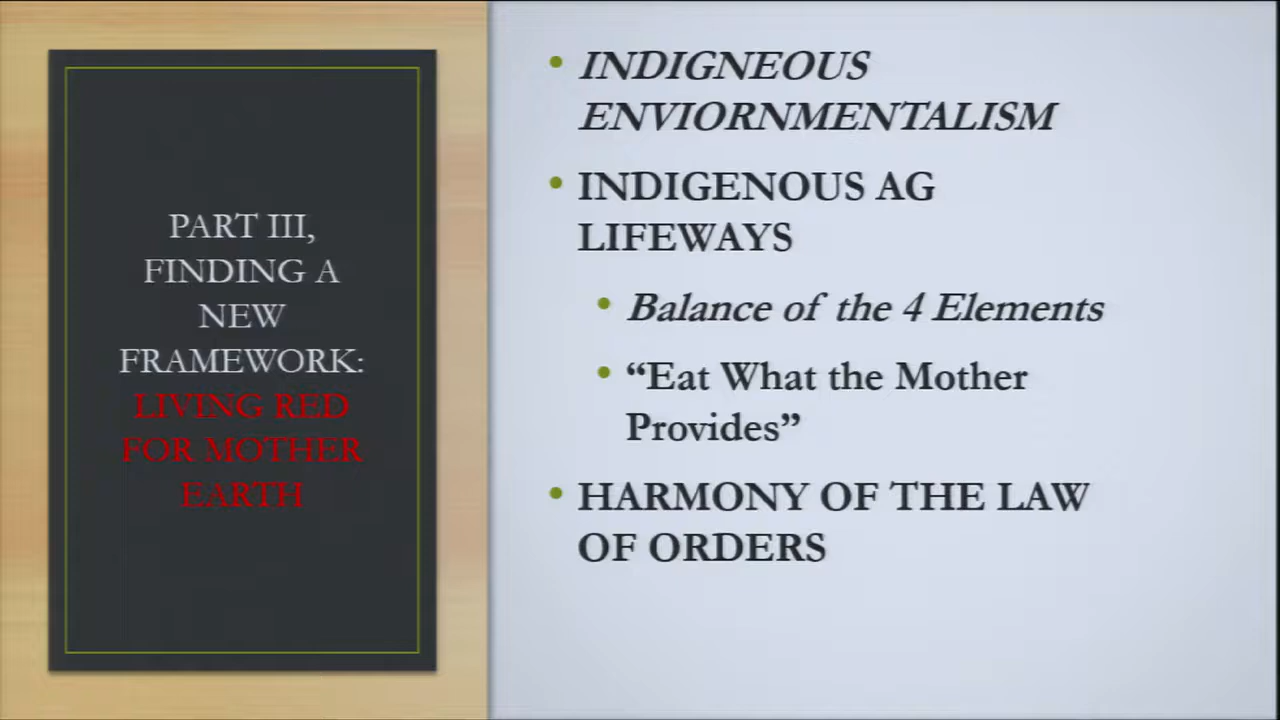 PART III,
FINDING A
NEW
FRAMEWORK:
LIVING RED
FOR MOTHER
EARTH
• INDIGNEOUS
ENVIORNMENTALISM
• INDIGENOUS AG
LIFEWAYS
• Balance of the 4 Elements
• “Eat What the Mother
Provides”
• HARMONY OF THE LAW
OF ORDERS